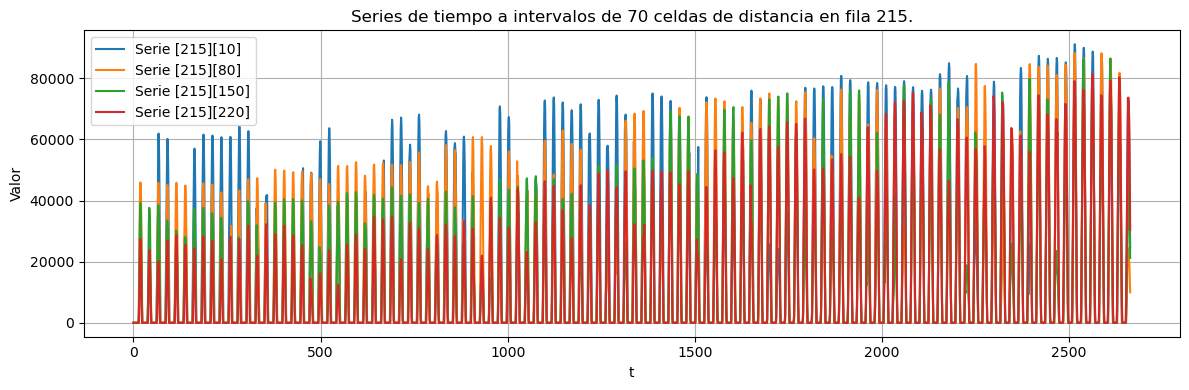 Series de tiempo a intervalos de 70 celdas de distancia en fila 215.
Serie [215][10]
Serie [215][80]
Serie [215][150]
Serie [215][220]
Valor
80000
60000
40000
20000
0
0 500 1000 1500 2000 2500
t